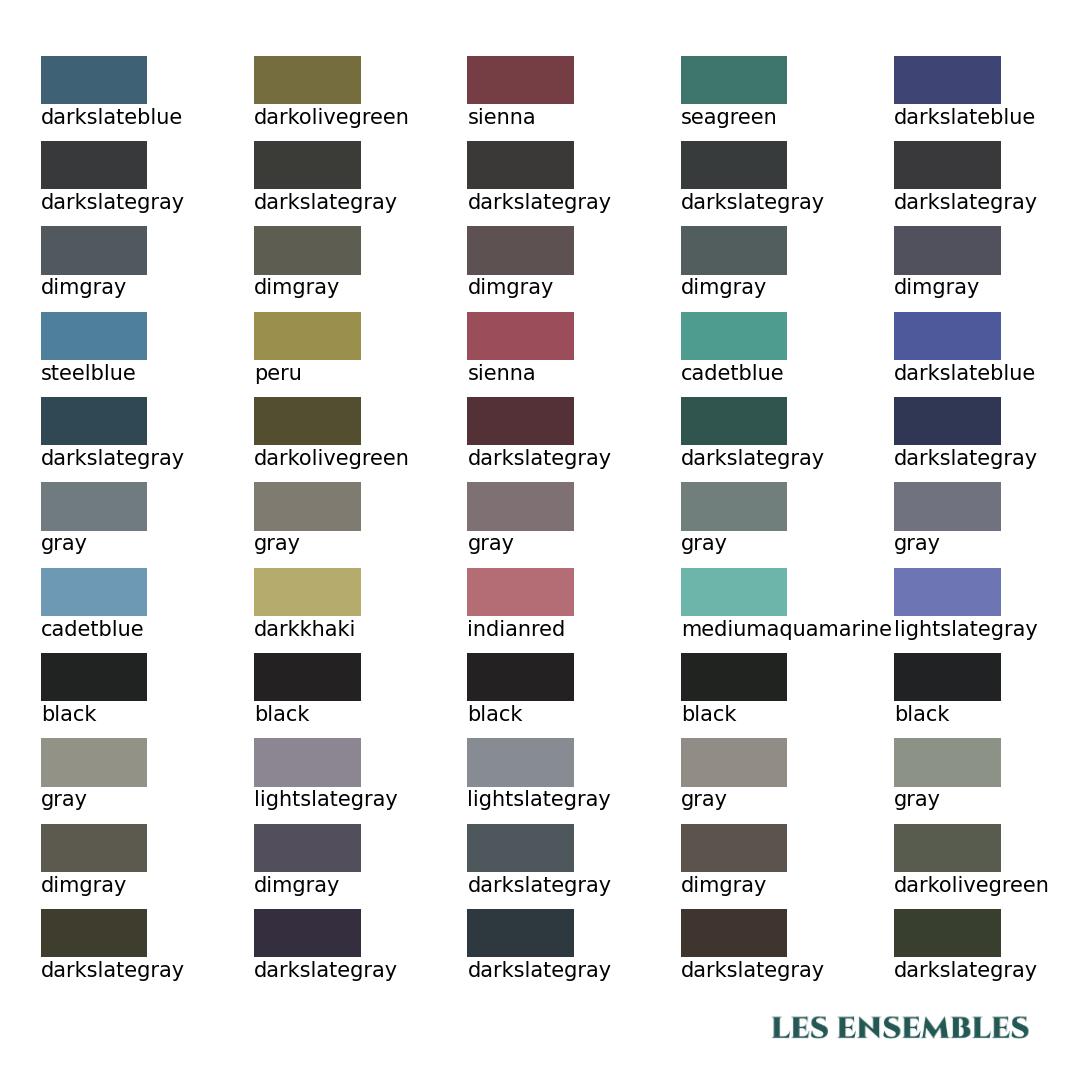 darkslateblue darkolivegreen sienna seagreen darkslateblue
darkslategray darkslategray darkslategray darkslategray darkslategray
dimgray dimgray dimgray dimgray dimgray
steelblue peru sienna cadetblue darkslateblue
darkslategray darkolivegreen darkslategray darkslategray darkslategray
gray gray gray gray gray
cadetblue darkkhaki indianred mediumaquamarine lightslategray
black black black black black
gray lightslategray lightslategray gray gray
dimgray dimgray darkslategray dimgray darkolivegreen
darkslategray darkslategray darkslategray darkslategray darkslategray
LES ENSEMBLES